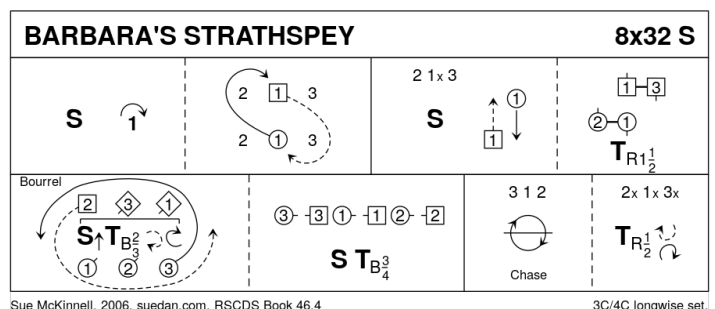 BARBARA'S STRATHSPEY 8x32 S
2 1x 3
2 1 3 1 1 3
S 1 S 2 1
2 1 3 1 TR1½
Bourrel
2 3 1 3 1 2 2x 1x 3x
3 3 1 1 2 2
S TB⅔ TR½
S TB¾
1 2 3 Chase
Sue McKinnell, 2006, suedan.com, RSCDS Book 46.4 3C/4C longwise set.